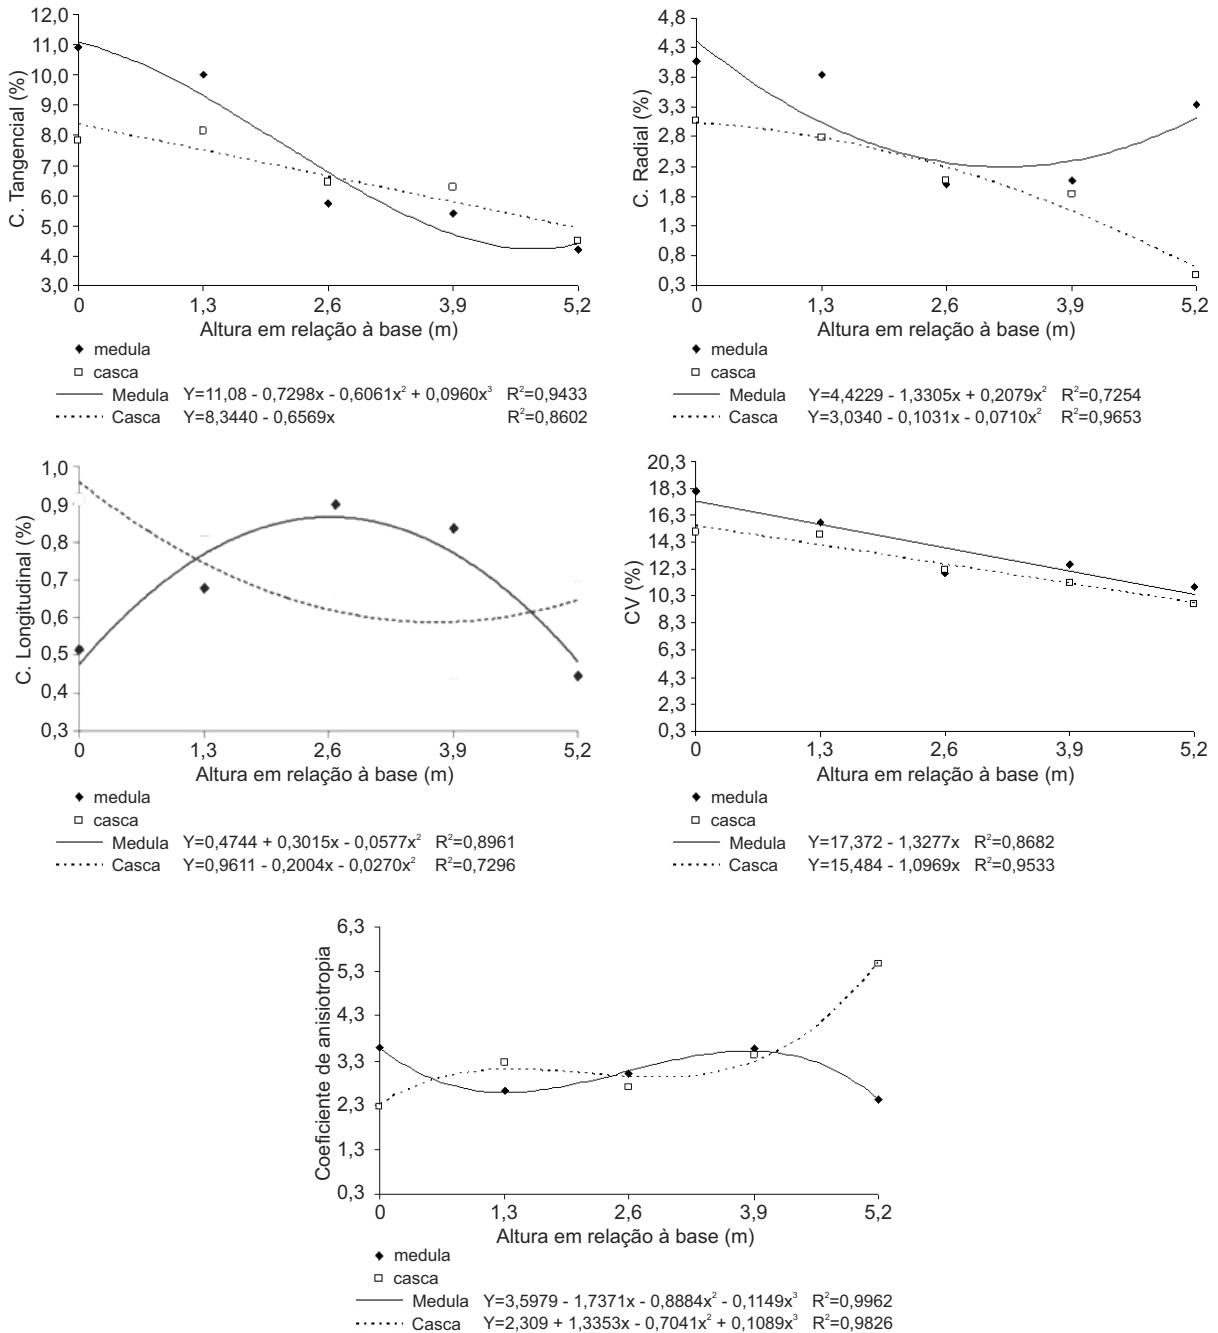 12,0
11,0
10,0
9,0
8,0
7,0
6,0
5,0
4,0
3,0
C. Tangencial (%)
0 1,3 2,6 3,9 5,2
Altura em relação à base (m)
medula
casca
Medula Y=11,08 - 0,7298x - 0,6061x² + 0,0960x³ R²=0,9433
Casca Y=8,3440 - 0,6569x R²=0,8602
4,8
4,3
3,8
3,3
2,8
2,3
1,8
1,3
0,8
0,3
C. Radial (%)
0 1,3 2,6 3,9 5,2
Altura em relação à base (m)
medula
casca
Medula Y=4,4229 - 1,3305x + 0,2079x² R²=0,7254
Casca Y=3,0340 - 0,1031x - 0,0710x² R²=0,9653
1,0
0,9
0,8
0,7
0,6
0,5
0,4
0,3
C. Longitudinal (%)
0 1,3 2,6 3,9 5,2
Altura em relação à base (m)
medula
casca
Medula Y=0,4744 + 0,3015x - 0,0577x² R²=0,8961
Casca Y=0,9611 - 0,2004x - 0,0270x² R²=0,7296
20,3
18,3
16,3
14,3
12,3
10,3
8,3
6,3
4,3
2,3
0,3
CV (%)
0 1,3 2,6 3,9 5,2
Altura em relação à base (m)
medula
casca
Medula Y=17,372 - 1,3277x R²=0,8682
Casca Y=15,484 - 1,0969x R²=0,9533
6,3
5,3
4,3
3,3
2,3
1,3
0,3
Coeficiente de anisiotropia
0 1,3 2,6 3,9 5,2
Altura em relação à base (m)
medula
casca
Medula Y=3,5979 - 1,7371x - 0,8884x² - 0,1149x³ R²=0,9962
Casca Y=2,309 + 1,3353x - 0,7041x² + 0,1089x³ R²=0,9826